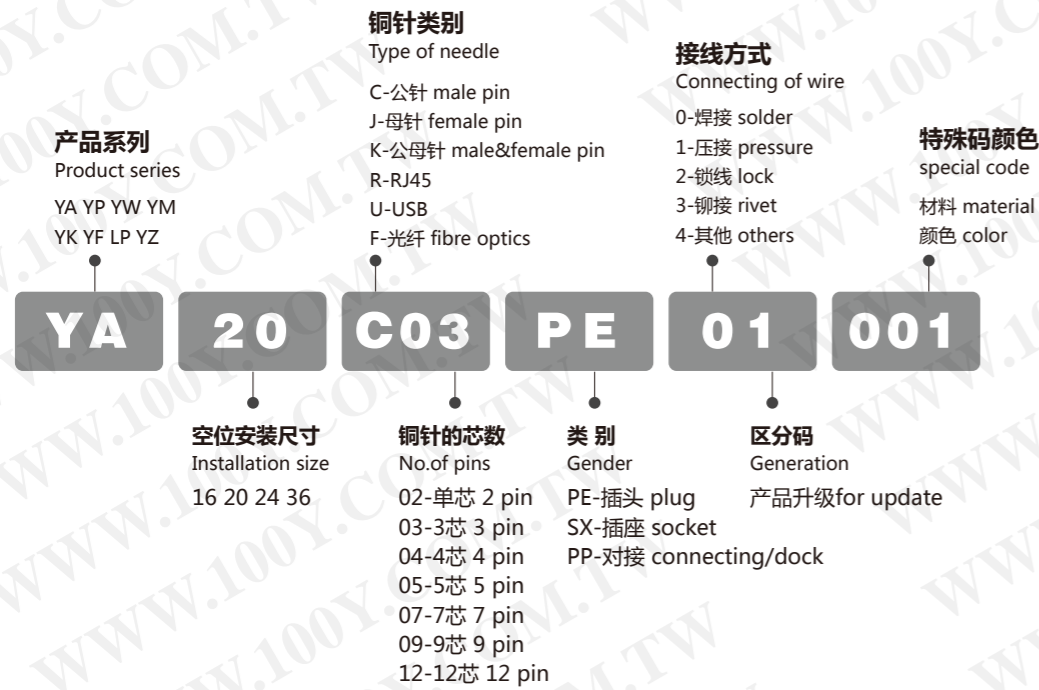 铜针类别
Type of needle
C-公针 male pin
J-母针 female pin
K-公母针 male&female pin
R-RJ45
U-USB
F-光纤 fibre optics
接线方式
Connecting of wire
0-焊接 solder
1-压接 pressure
2-锁线 lock
3-铆接 rivet
4-其他 others
产品系列
Product series
YA YP YW YM
YK YF LP YZ
特殊码颜色
special code
材料 material
颜色 color
YA 20 C03 PE 01 001
空位安装尺寸
Installation size
16 20 24 36
铜针的芯数
No.of pins
02-单芯 2 pin
03-3芯 3 pin
04-4芯 4 pin
05-5芯 5 pin
07-7芯 7 pin
09-9芯 9 pin
12-12芯 12 pin
类 别
Gender
PE-插头 plug
SX-插座 socket
PP-对接 connecting/dock
区分码
Generation
产品升级for update
WWW.100Y.COM.TW